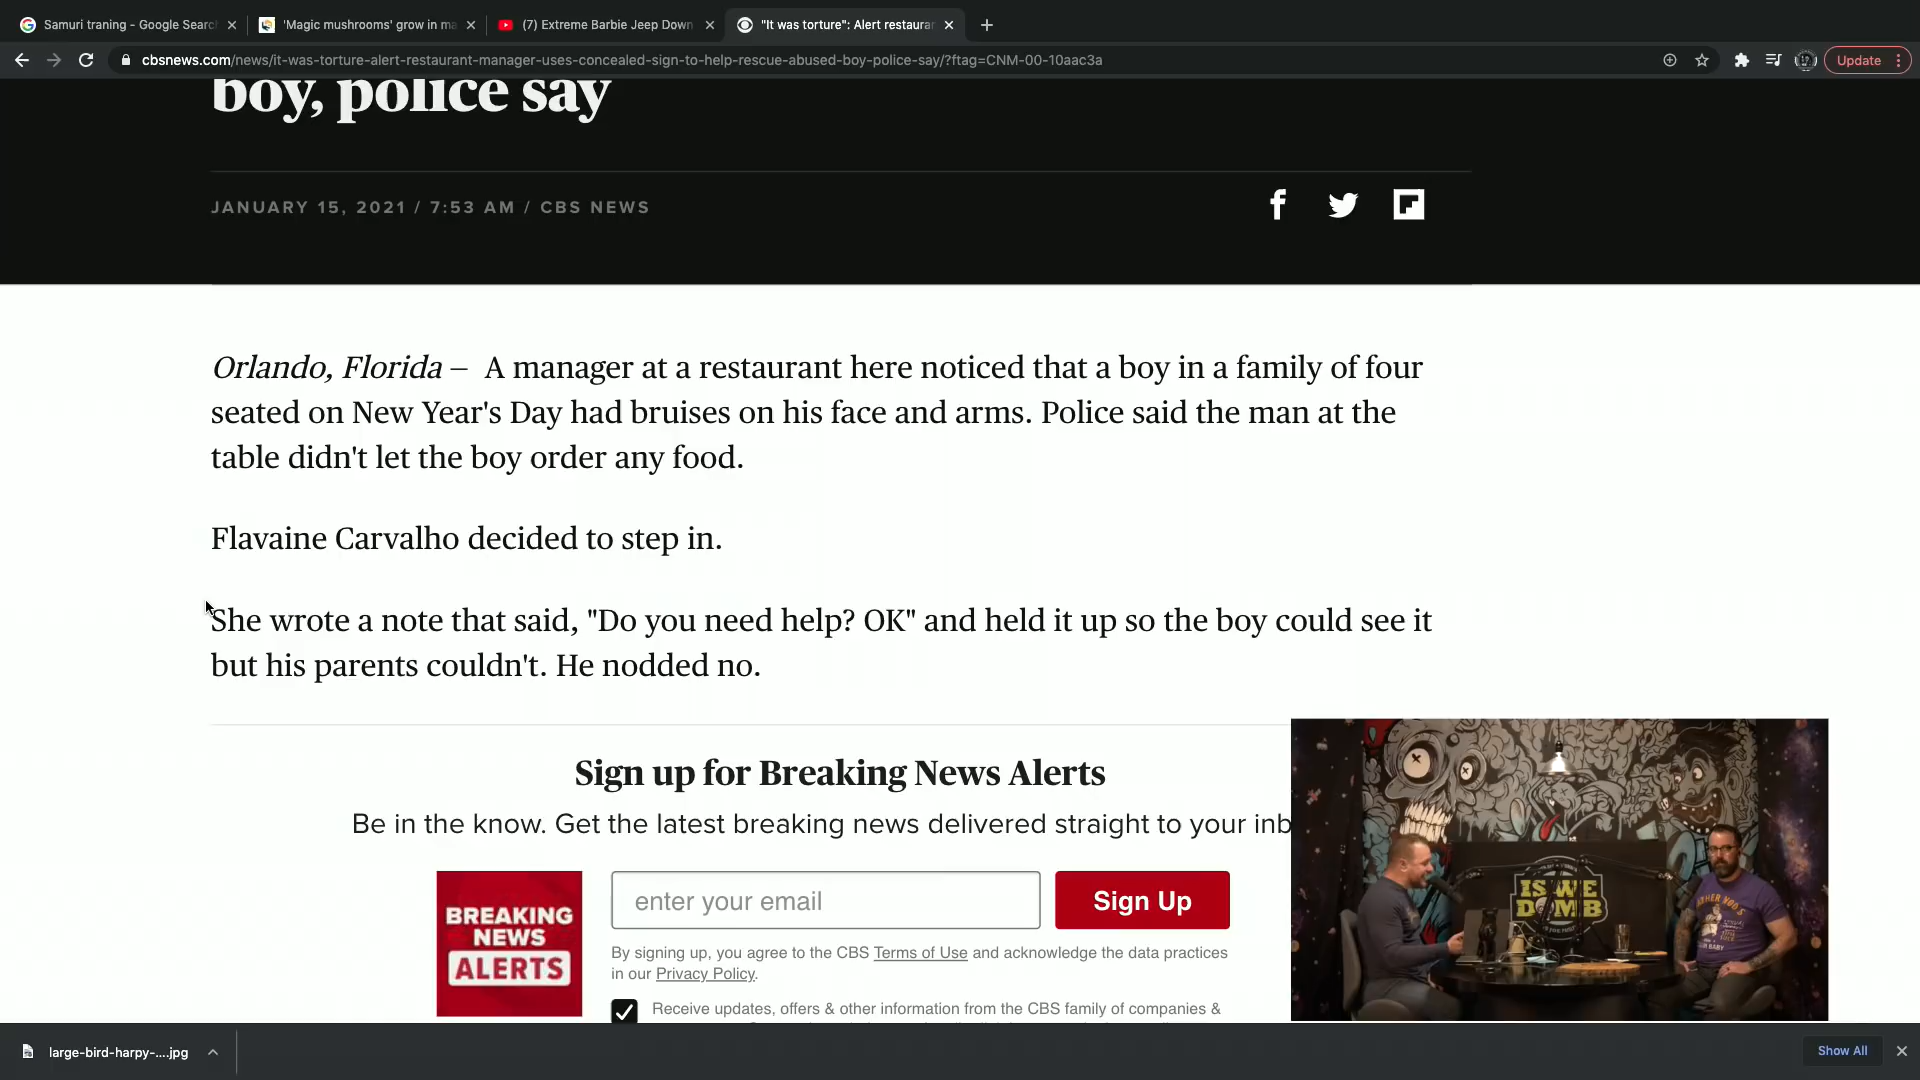 Samuri traning - Google Searc
'Magic mushrooms' grow in ma
(7) Extreme Barbie Jeep Down
"It was torture": Alert restaurar
cbsnews.com/news/it-was-torture-alert-restaurant-manager-uses-concealed-sign-to-help-rescue-abused-boy-police-say/?ftag=CNM-00-10aac3a
Update
boy, police say
JANUARY 15, 2021 / 7:53 AM / CBS NEWS
Orlando, Florida — A manager at a restaurant here noticed that a boy in a family of four
seated on New Year's Day had bruises on his face and arms. Police said the man at the
table didn't let the boy order any food.
Flavaine Carvalho decided to step in.
She wrote a note that said, "Do you need help? OK" and held it up so the boy could see it
but his parents couldn't. He nodded no.
Sign up for Breaking News Alerts
Be in the know. Get the latest breaking news delivered straight to your inb
BREAKING
NEWS
ALERTS
enter your email
Sign Up
By signing up, you agree to the CBS Terms of Use and acknowledge the data practices
in our Privacy Policy.
Receive updates, offers & other information from the CBS family of companies &
IS WE
DUMB
large-bird-harpy-....jpg
Show All